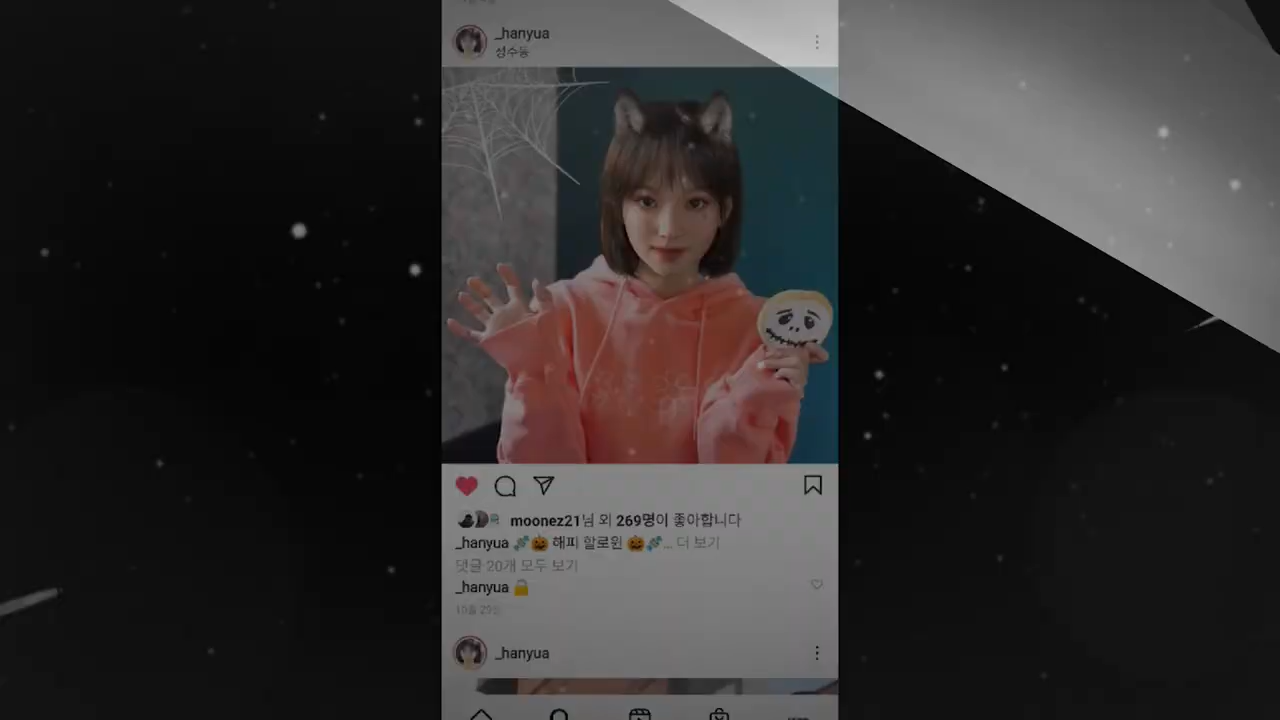 _hanyua
성수동
moonez21님 외 269명이 좋아합니다
_hanyua 🍬🎃 해피 할로윈 🎃🍬... 더 보기
댓글 20개 모두 보기
_hanyua 🔒
10월 29일
_hanyua